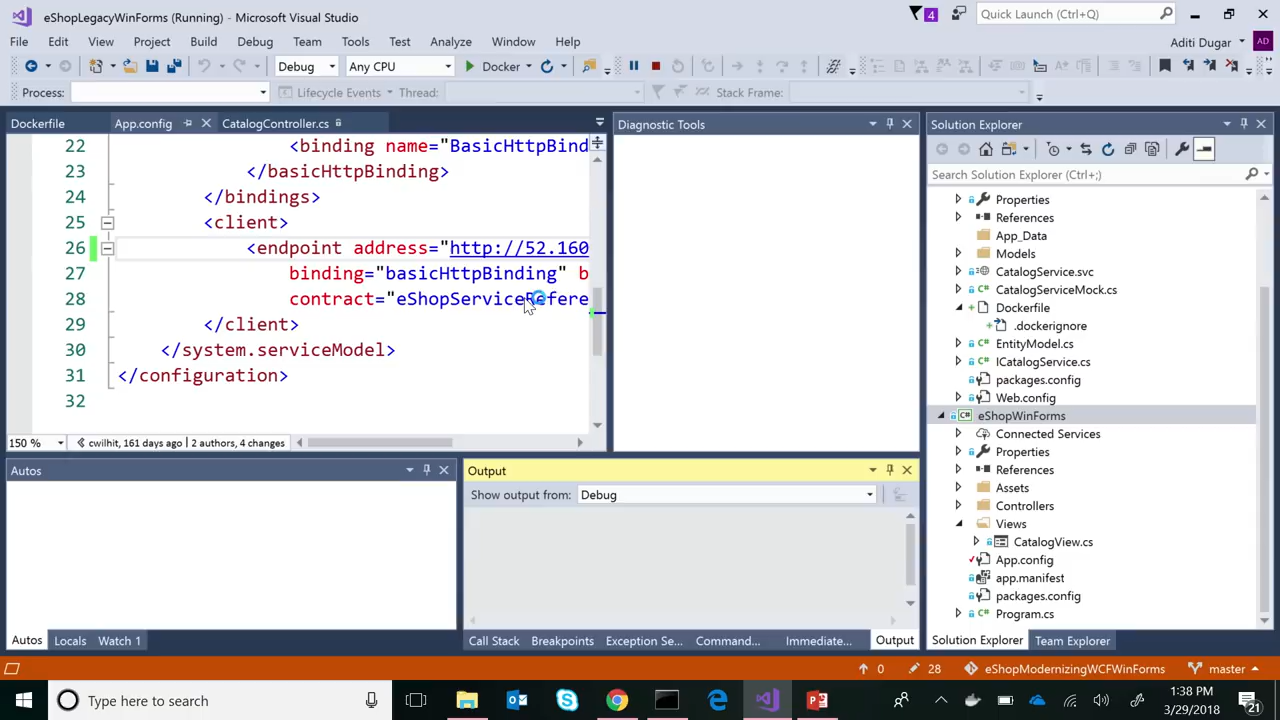 eShopLegacyWinForms (Running) - Microsoft Visual Studio
4
Quick Launch (Ctrl+;)
File Edit View Project Build Debug Team Tools Test Analyze Window Help
Aditi Dugar AD
Debug Any CPU Docker
Process: Lifecycle Events Thread: Stack Frame:
Dockerfile App.config CatalogController.cs
22 <binding name="BasicHttpBind
23 </basicHttpBinding>
24 </bindings>
25 <client>
26 <endpoint address="http://52.160
27 binding="basicHttpBinding" b
28 contract="eShopServiceRefere
29 </client>
30 </system.serviceModel>
31 </configuration>
32
150 % cwilhit, 161 days ago | 2 authors, 4 changes
Diagnostic Tools
Solution Explorer
Search Solution Explorer (Ctrl+;)
Properties
References
App_Data
Models
CatalogService.svc
CatalogServiceMock.cs
Dockerfile
.dockerignore
EntityModel.cs
ICatalogService.cs
packages.config
Web.config
eShopWinForms
Connected Services
Properties
References
Assets
Controllers
Views
CatalogView.cs
App.config
app.manifest
packages.config
Program.cs
Solution Explorer Team Explorer
Autos
Autos Locals Watch 1
Output
Show output from: Debug
Call Stack Breakpoints Exception Se... Command... Immediate... Output
0 28 eShopModernizingWCFWinForms master
Type here to search
1:38 PM
3/29/2018
21